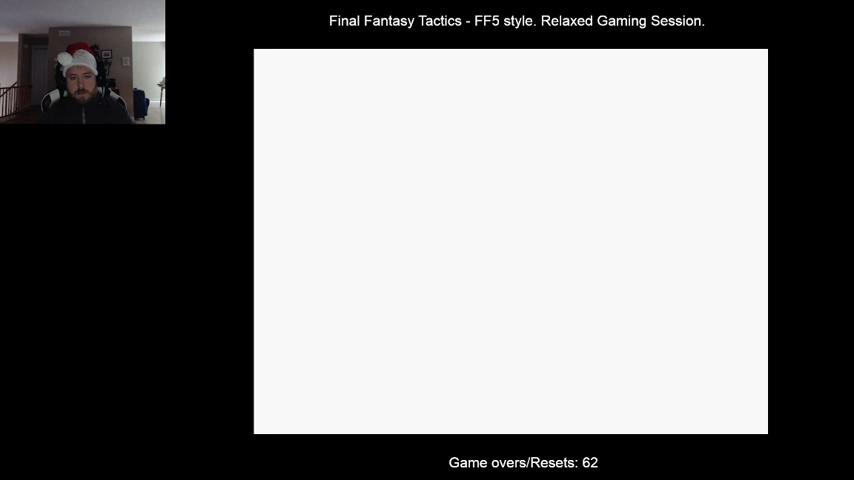 Final Fantasy Tactics - FF5 style. Relaxed Gaming Session.
Game overs/Resets: 62